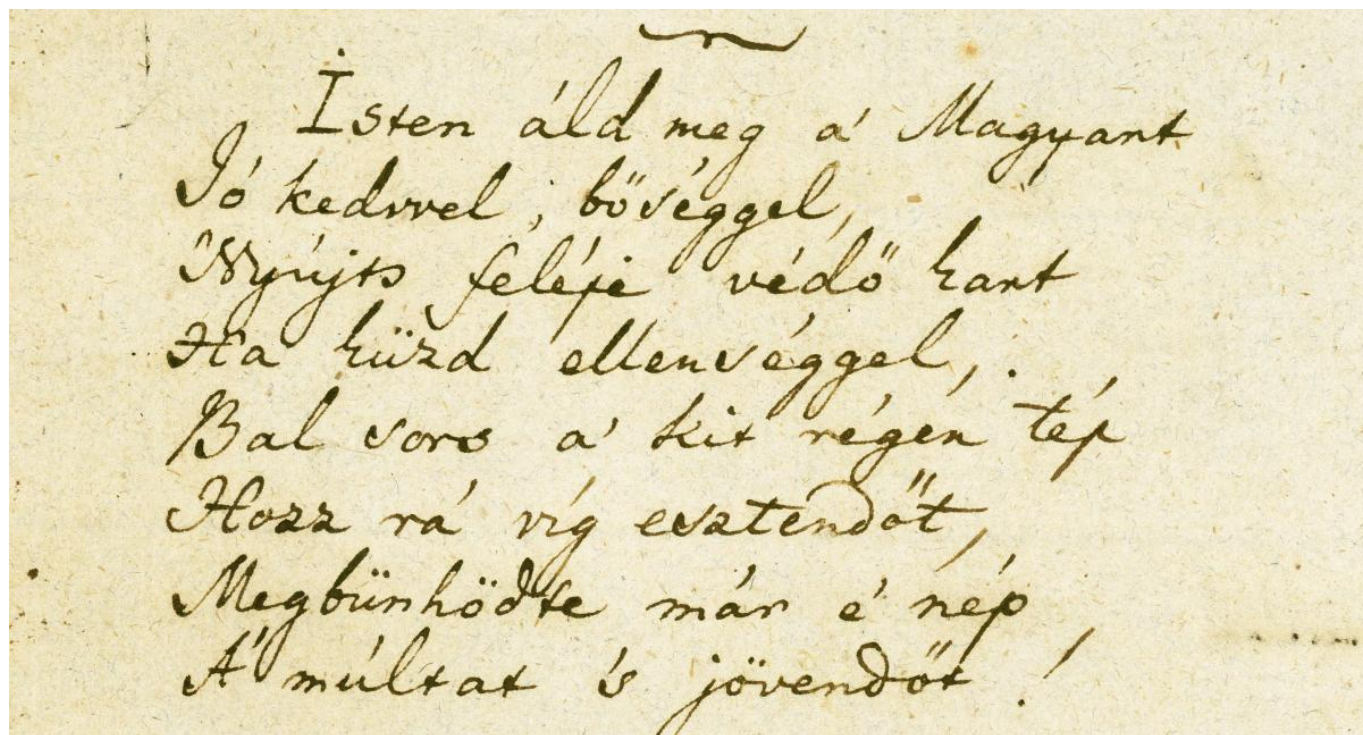 Isten áld meg a' Magyart
Jó kedvvel, bőséggel,
Nyújts feléje védő kart
Ha küzd ellenséggel,
Bal sors a' kit régen tép
Hozz rá víg esztendőt,
Megbünhödte már e' nép
A' múltat 's jövendőt!